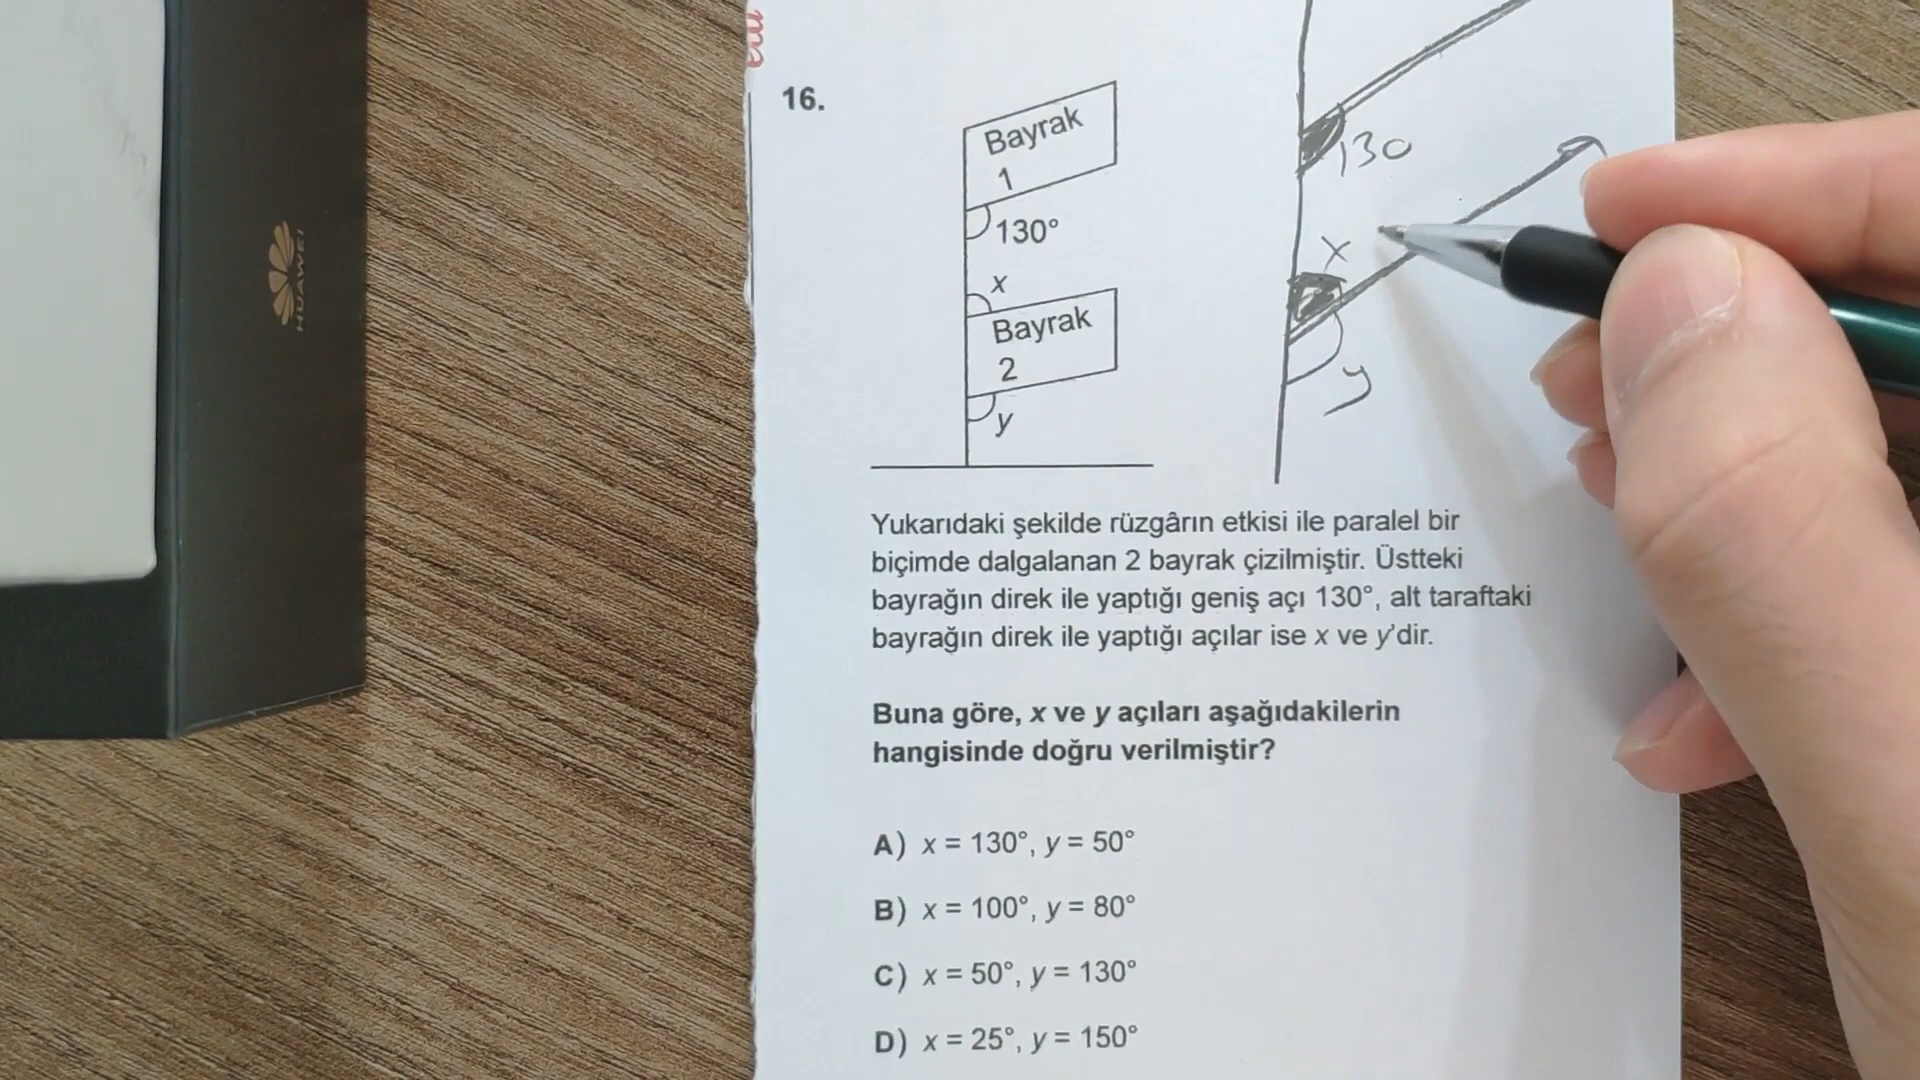 HUAWEI
16.
Bayrak
1
130°
x
Bayrak
2
y
130
x
y
Yukarıdaki şekilde rüzgârın etkisi ile paralel bir
biçimde dalgalanan 2 bayrak çizilmiştir. Üstteki
bayrağın direk ile yaptığı geniş açı 130°, alt taraftaki
bayrağın direk ile yaptığı açılar ise x ve y'dir.
Buna göre, x ve y açıları aşağıdakilerin
hangisinde doğru verilmiştir?
A) x = 130°, y = 50°
B) x = 100°, y = 80°
C) x = 50°, y = 130°
D) x = 25°, y = 150°